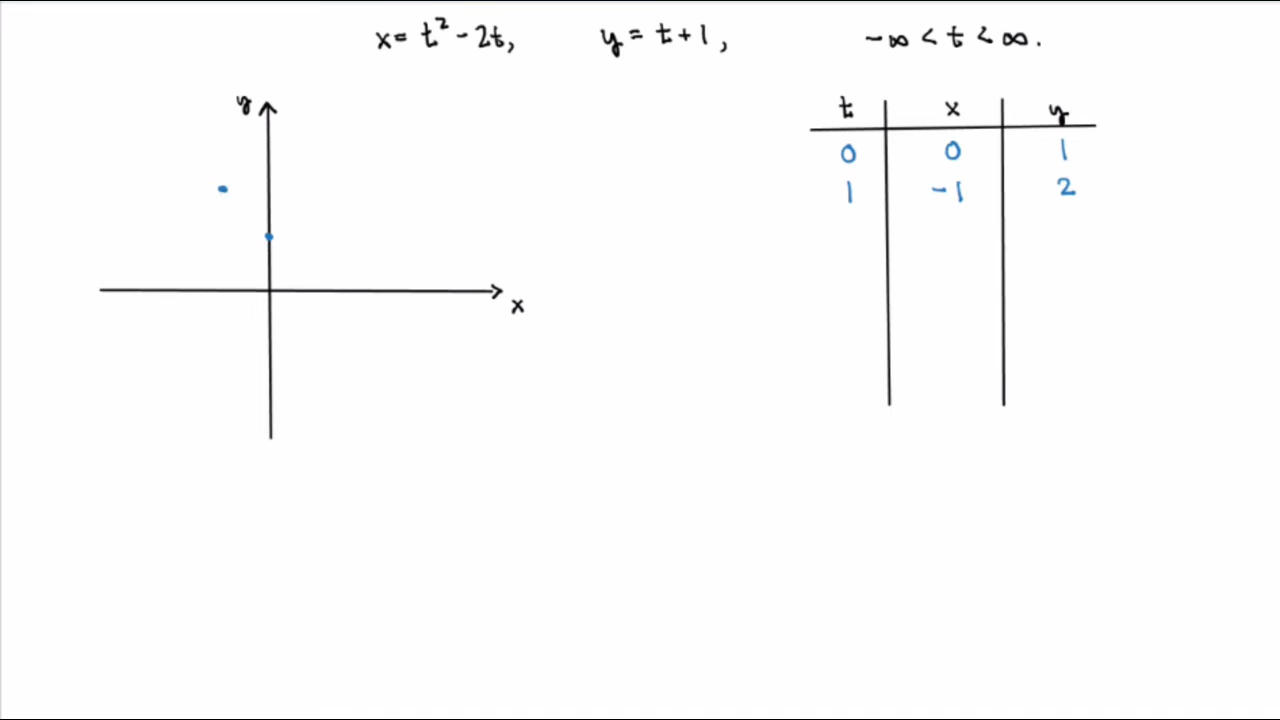 x = t² - 2t, y = t + 1, -∞ < t < ∞.
y
x
t x y
0 0 1
1 -1 2